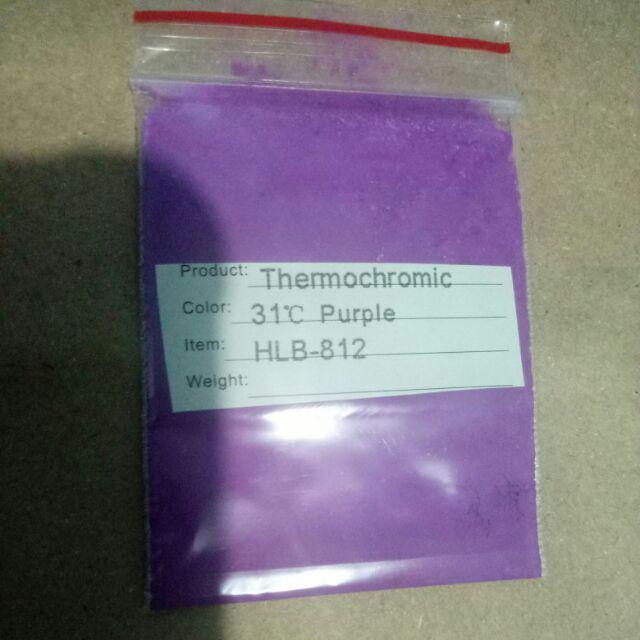 Product: Thermochromic
Color: 31℃ Purple
Item: HLB-812
Weight: